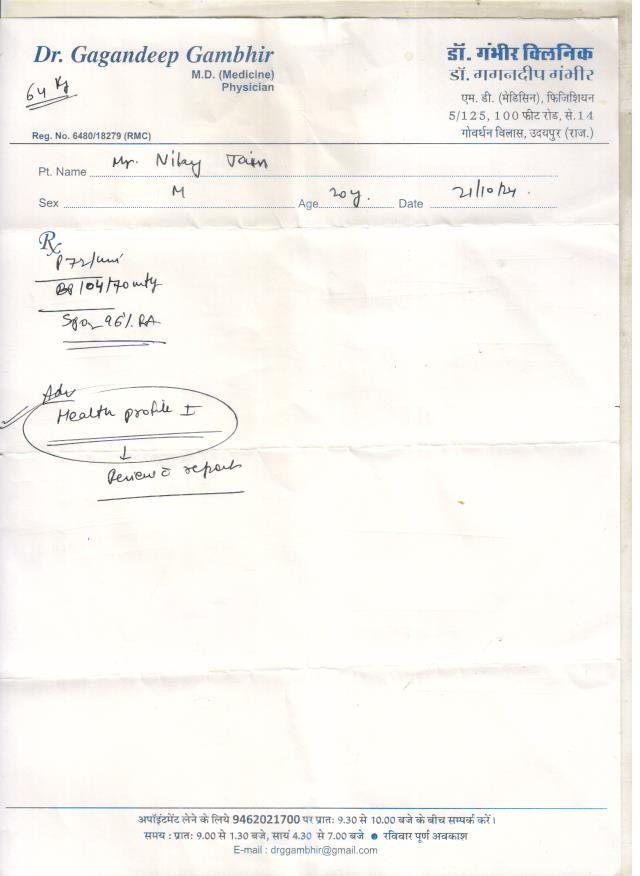 Dr. Gagandeep Gambhir
M.D. (Medicine)
Physician
64 Kg
Reg. No. 6480/18279 (RMC)
डॉ. गंभीर क्लिनिक
डॉ. गगनदीप गंभीर
एम. डी. (मेडिसिन), फिजिशियन
5/125, 100 फीट रोड, से.14
गोवर्धन विलास, उदयपुर (राज.)
Pt. Name Mr. Nilay Jain
Sex M Age 20y. Date 21/10/24.
Rx
P 72/min
BP 104/70 mmHg
SpO2 96% RA
Adv
Health profile I
↓
Review c̄ reports
अपॉइंटमेंट लेने के लिये 9462021700 पर प्रातः 9.30 से 10.00 बजे के बीच सम्पर्क करें।
समय : प्रातः 9.00 से 1.30 बजे, सायं 4.30 से 7.00 बजे ● रविवार पूर्ण अवकाश
E-mail : drggambhir@gmail.com